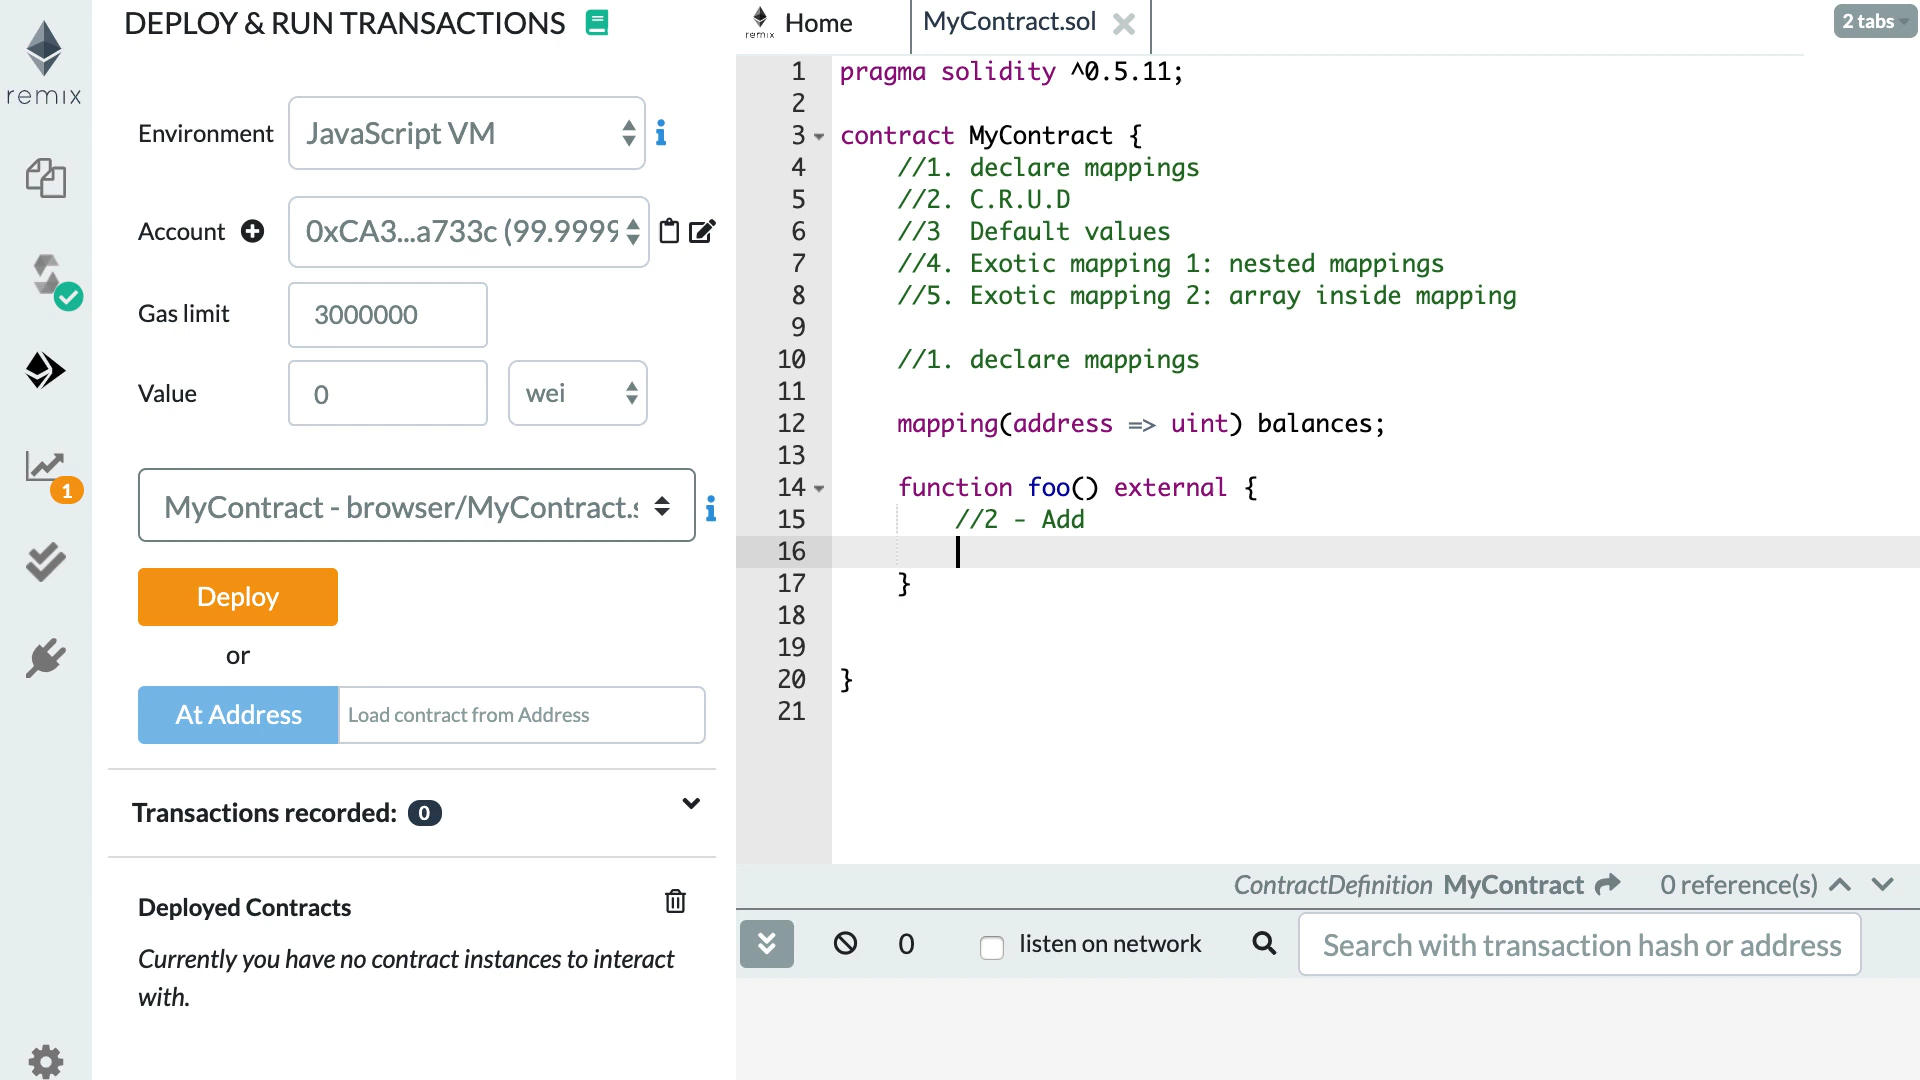 remix
1
DEPLOY & RUN TRANSACTIONS
Environment
JavaScript VM
Account
0xCA3...a733c (99.9999
Gas limit
3000000
Value
0
wei
MyContract - browser/MyContract.s
Deploy
or
At Address
Load contract from Address
Transactions recorded: 0
Deployed Contracts
Currently you have no contract instances to interact
with.
remix
Home
MyContract.sol
2 tabs
1 pragma solidity ^0.5.11;
2
3 contract MyContract {
4 //1. declare mappings
5 //2. C.R.U.D
6 //3  Default values
7 //4. Exotic mapping 1: nested mappings
8 //5. Exotic mapping 2: array inside mapping
9
10 //1. declare mappings
11
12 mapping(address => uint) balances;
13
14 function foo() external {
15 //2 - Add
16
17 }
18
19
20 }
21
ContractDefinition MyContract 0 reference(s)
0
listen on network
Search with transaction hash or address